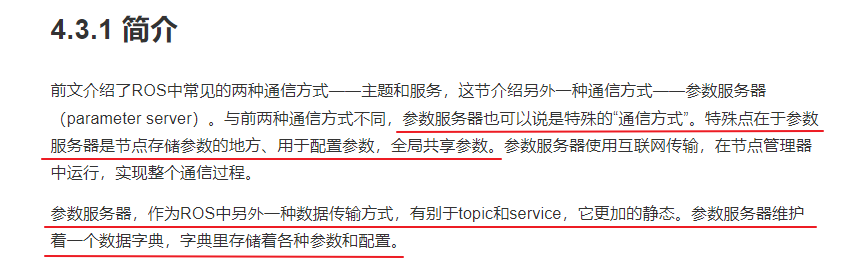 4.3.1 简介
前文介绍了ROS中常见的两种通信方式——主题和服务，这节介绍另外一种通信方式——参数服务器
（parameter server）。与前两种通信方式不同，参数服务器也可以说是特殊的“通信方式”。特殊点在于参数
服务器是节点存储参数的地方、用于配置参数，全局共享参数。参数服务器使用互联网传输，在节点管理器
中运行，实现整个通信过程。
参数服务器，作为ROS中另外一种数据传输方式，有别于topic和service，它更加的静态。参数服务器维护
着一个数据字典，字典里存储着各种参数和配置。